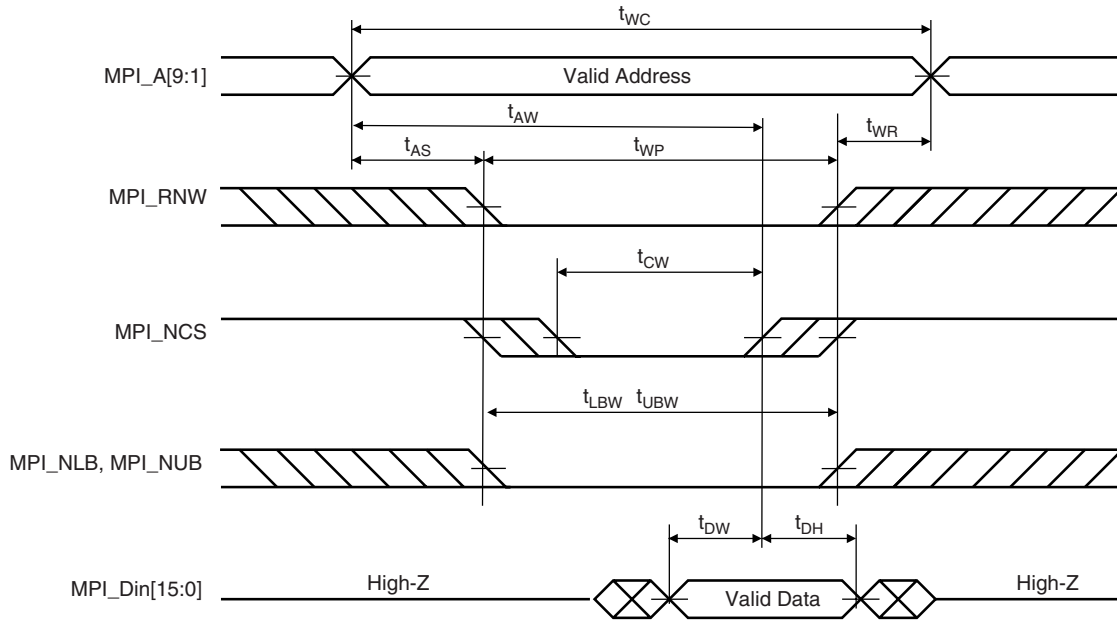 tWC
MPI_A[9:1]
Valid Address
tAW
tWR
tAS
tWP
MPI_RNW
tCW
MPI_NCS
tLBW tUBW
MPI_NLB, MPI_NUB
tDW
tDH
MPI_Din[15:0]
High-Z
Valid Data
High-Z